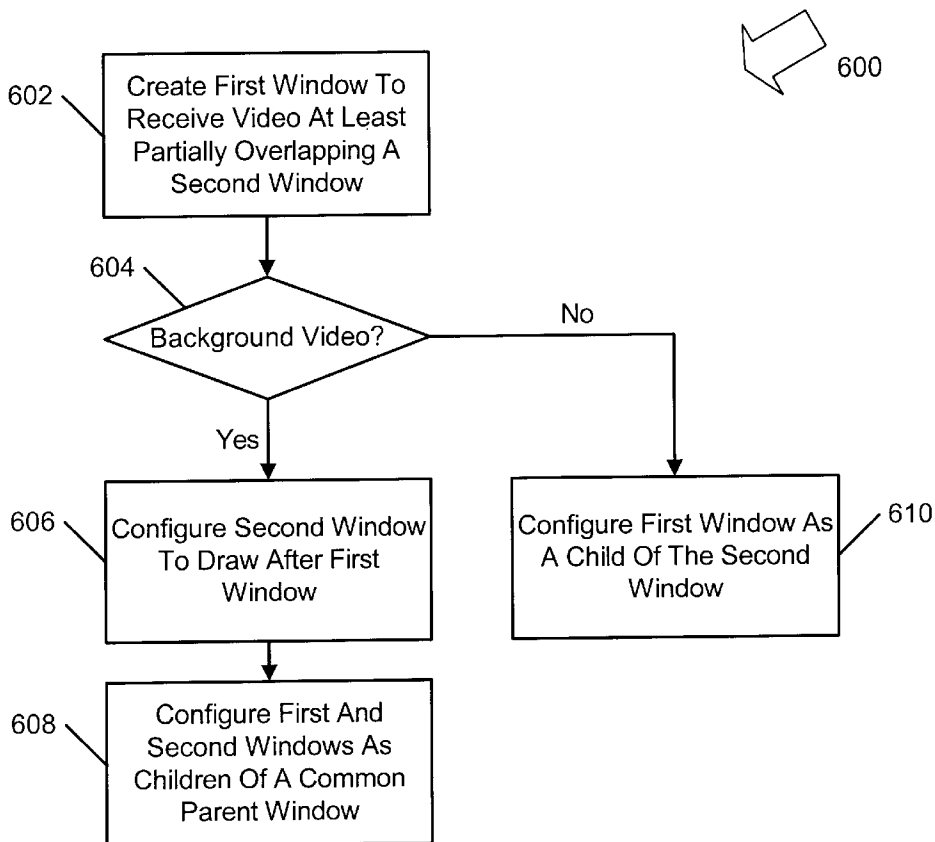 600
602
Create First Window To
Receive Video At Least
Partially Overlapping A
Second Window
604
Background Video?
No
Yes
606
Configure Second Window
To Draw After First
Window
610
Configure First Window As
A Child Of The Second
Window
608
Configure First And
Second Windows As
Children Of A Common
Parent Window